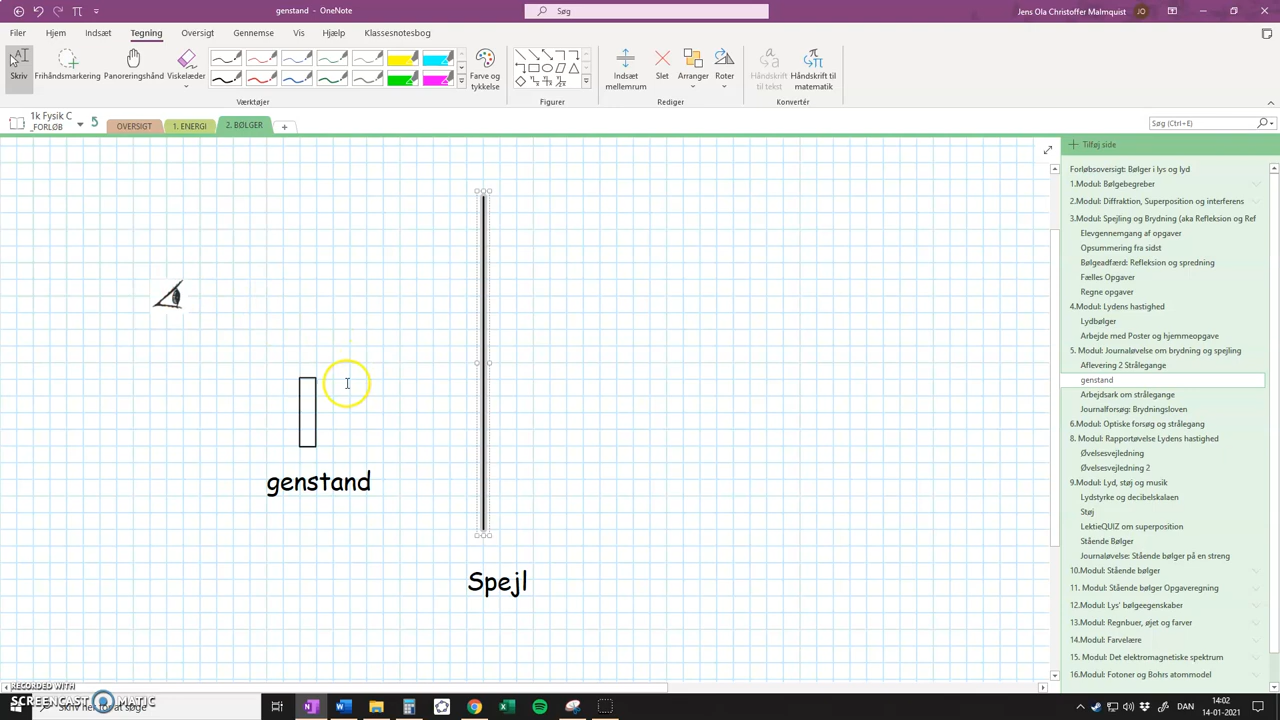 genstand - OneNote
Søg
Jens Ola Christoffer Malmquist
JO
Filer Hjem Indsæt Tegning Oversigt Gennemse Vis Hjælp Klassenotesbog
Skriv
Frihåndsmarkering
Panoreringshånd
Viskelæder
Farve og tykkelse
Indsæt mellemrum
Slet
Arranger
Roter
Håndskrift til tekst
Håndskrift til matematik
Værktøjer
Figurer
Rediger
Konvertér
1k Fysik C _FORLØB
OVERSIGT
1. ENERGI
2. BØLGER
Søg (Ctrl+E)
Tilføj side
Forløbsoversigt: Bølger i lys og lyd
1.Modul: Bølgebegreber
2.Modul: Diffraktion, Superposition og interferens
3.Modul: Spejling og Brydning (aka Refleksion og Ref
Elevgennemgang af opgaver
Opsummering fra sidst
Bølgeadfærd: Refleksion og spredning
Fælles Opgaver
Regne opgaver
4.Modul: Lydens hastighed
Lydbølger
Arbejde med Poster og hjemmeopgave
5. Modul: Journaløvelse om brydning og spejling
Aflevering 2 Strålegange
genstand
Arbejdsark om strålegange
Journalforsøg: Brydningsloven
6.Modul: Optiske forsøg og strålegang
8. Modul: Rapportøvelse Lydens hastighed
Øvelsesvejledning
Øvelsesvejledning 2
9.Modul: Lyd, støj og musik
Lydstyrke og decibelskalaen
Støj
LektieQUIZ om superposition
Stående Bølger
Journaløvelse: Stående bølger på en streng
10.Modul: Stående bølger
11. Modul: Stående bølger Opgaveregning
12.Modul: Lys' bølgeegenskaber
13.Modul: Regnbuer, øjet og farver
14.Modul: Farvelære
15. Modul: Det elektromagnetiske spektrum
16.Modul: Fotoner og Bohrs atommodel
genstand
Spejl
RECORDED WITH
SCREENCAST MATIC
DAN
14:02
14-01-2021